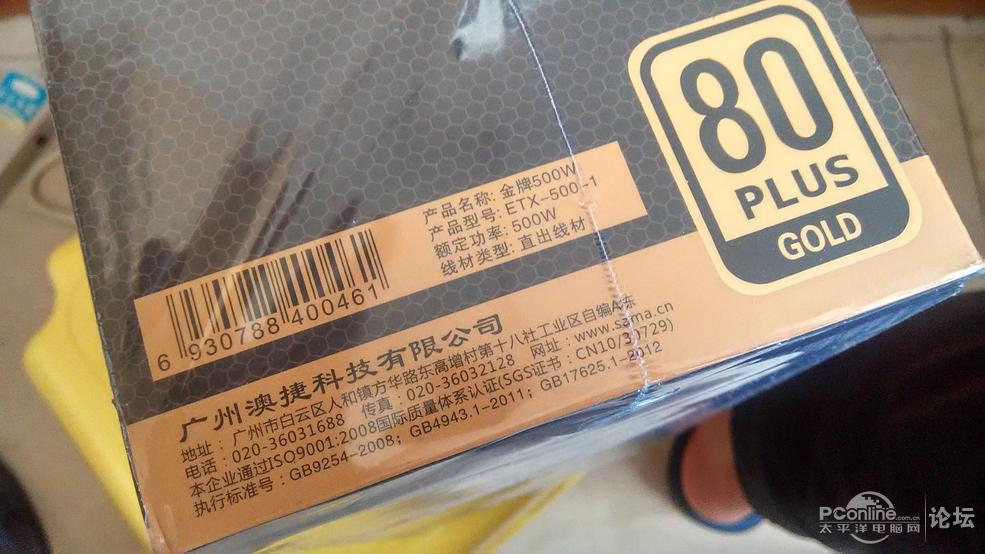 80
PLUS
GOLD
产品名称: 金牌500W
产品型号: ETX-500-1
额定功率: 500W
线材类型: 直出线材
6 930788 400461
广州澳捷科技有限公司
地址: 广州市白云区人和镇方华路东高增村第十八社工业区自编A栋
电话: 020-36031688 传真: 020-36032128 网址: www.sama.cn
本企业通过ISO9001:2008国际质量体系认证(SGS证书: CN10/30729)
执行标准号: GB9254-2008; GB4943.1-2011; GB17625.1-2012
PConline.com.cn
太平洋电脑网
论坛